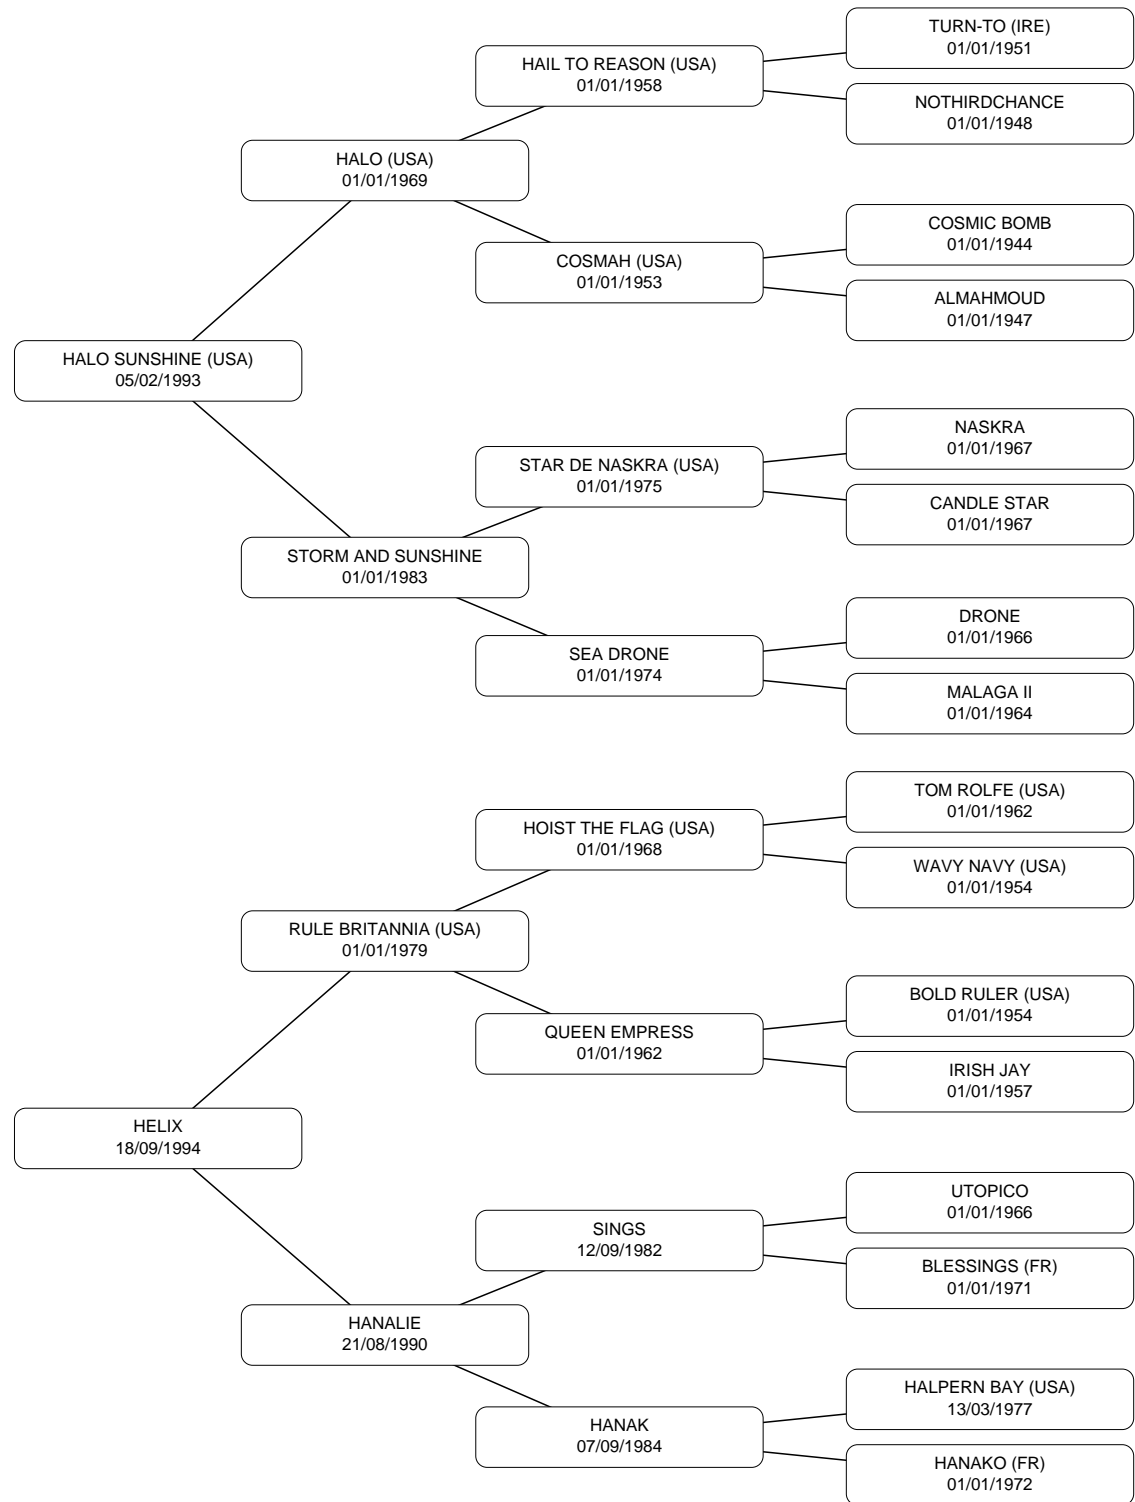 TURN-TO (IRE)
01/01/1951
HAIL TO REASON (USA)
01/01/1958
NOTHIRDCHANCE
01/01/1948
HALO (USA)
01/01/1969
COSMIC BOMB
01/01/1944
COSMAH (USA)
01/01/1953
ALMAHMOUD
01/01/1947
HALO SUNSHINE (USA)
05/02/1993
NASKRA
01/01/1967
STAR DE NASKRA (USA)
01/01/1975
CANDLE STAR
01/01/1967
STORM AND SUNSHINE
01/01/1983
DRONE
01/01/1966
SEA DRONE
01/01/1974
MALAGA II
01/01/1964
TOM ROLFE (USA)
01/01/1962
HOIST THE FLAG (USA)
01/01/1968
WAVY NAVY (USA)
01/01/1954
RULE BRITANNIA (USA)
01/01/1979
BOLD RULER (USA)
01/01/1954
QUEEN EMPRESS
01/01/1962
IRISH JAY
01/01/1957
HELIX
18/09/1994
UTOPICO
01/01/1966
SINGS
12/09/1982
BLESSINGS (FR)
01/01/1971
HANALIE
21/08/1990
HALPERN BAY (USA)
13/03/1977
HANAK
07/09/1984
HANAKO (FR)
01/01/1972